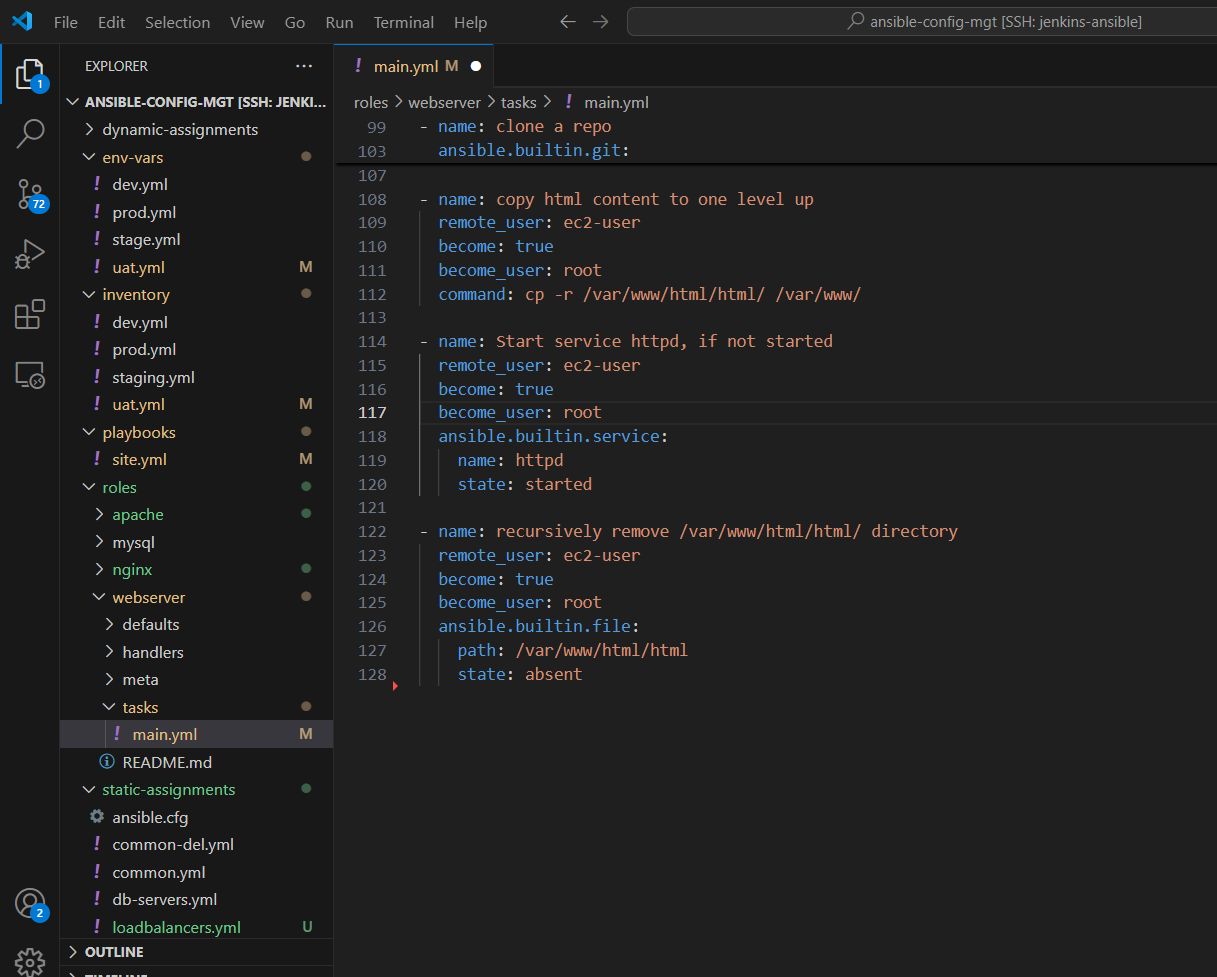 File Edit Selection View Go Run Terminal Help
ansible-config-mgt [SSH: jenkins-ansible]
1
72
2
EXPLORER
ANSIBLE-CONFIG-MGT [SSH: JENKI...
dynamic-assignments
env-vars
! dev.yml
! prod.yml
! stage.yml
! uat.yml M
inventory
! dev.yml
! prod.yml
! staging.yml
! uat.yml M
playbooks
! site.yml M
roles
apache
mysql
nginx
webserver
defaults
handlers
meta
tasks
! main.yml M
README.md
static-assignments
ansible.cfg
! common-del.yml
! common.yml
! db-servers.yml
! loadbalancers.yml U
OUTLINE
TIMELINE
! main.yml M
roles > webserver > tasks > ! main.yml
99 - name: clone a repo
103 ansible.builtin.git:
107
108 - name: copy html content to one level up
109 remote_user: ec2-user
110 become: true
111 become_user: root
112 command: cp -r /var/www/html/html/ /var/www/
113
114 - name: Start service httpd, if not started
115 remote_user: ec2-user
116 become: true
117 become_user: root
118 ansible.builtin.service:
119 name: httpd
120 state: started
121
122 - name: recursively remove /var/www/html/html/ directory
123 remote_user: ec2-user
124 become: true
125 become_user: root
126 ansible.builtin.file:
127 path: /var/www/html/html
128 state: absent